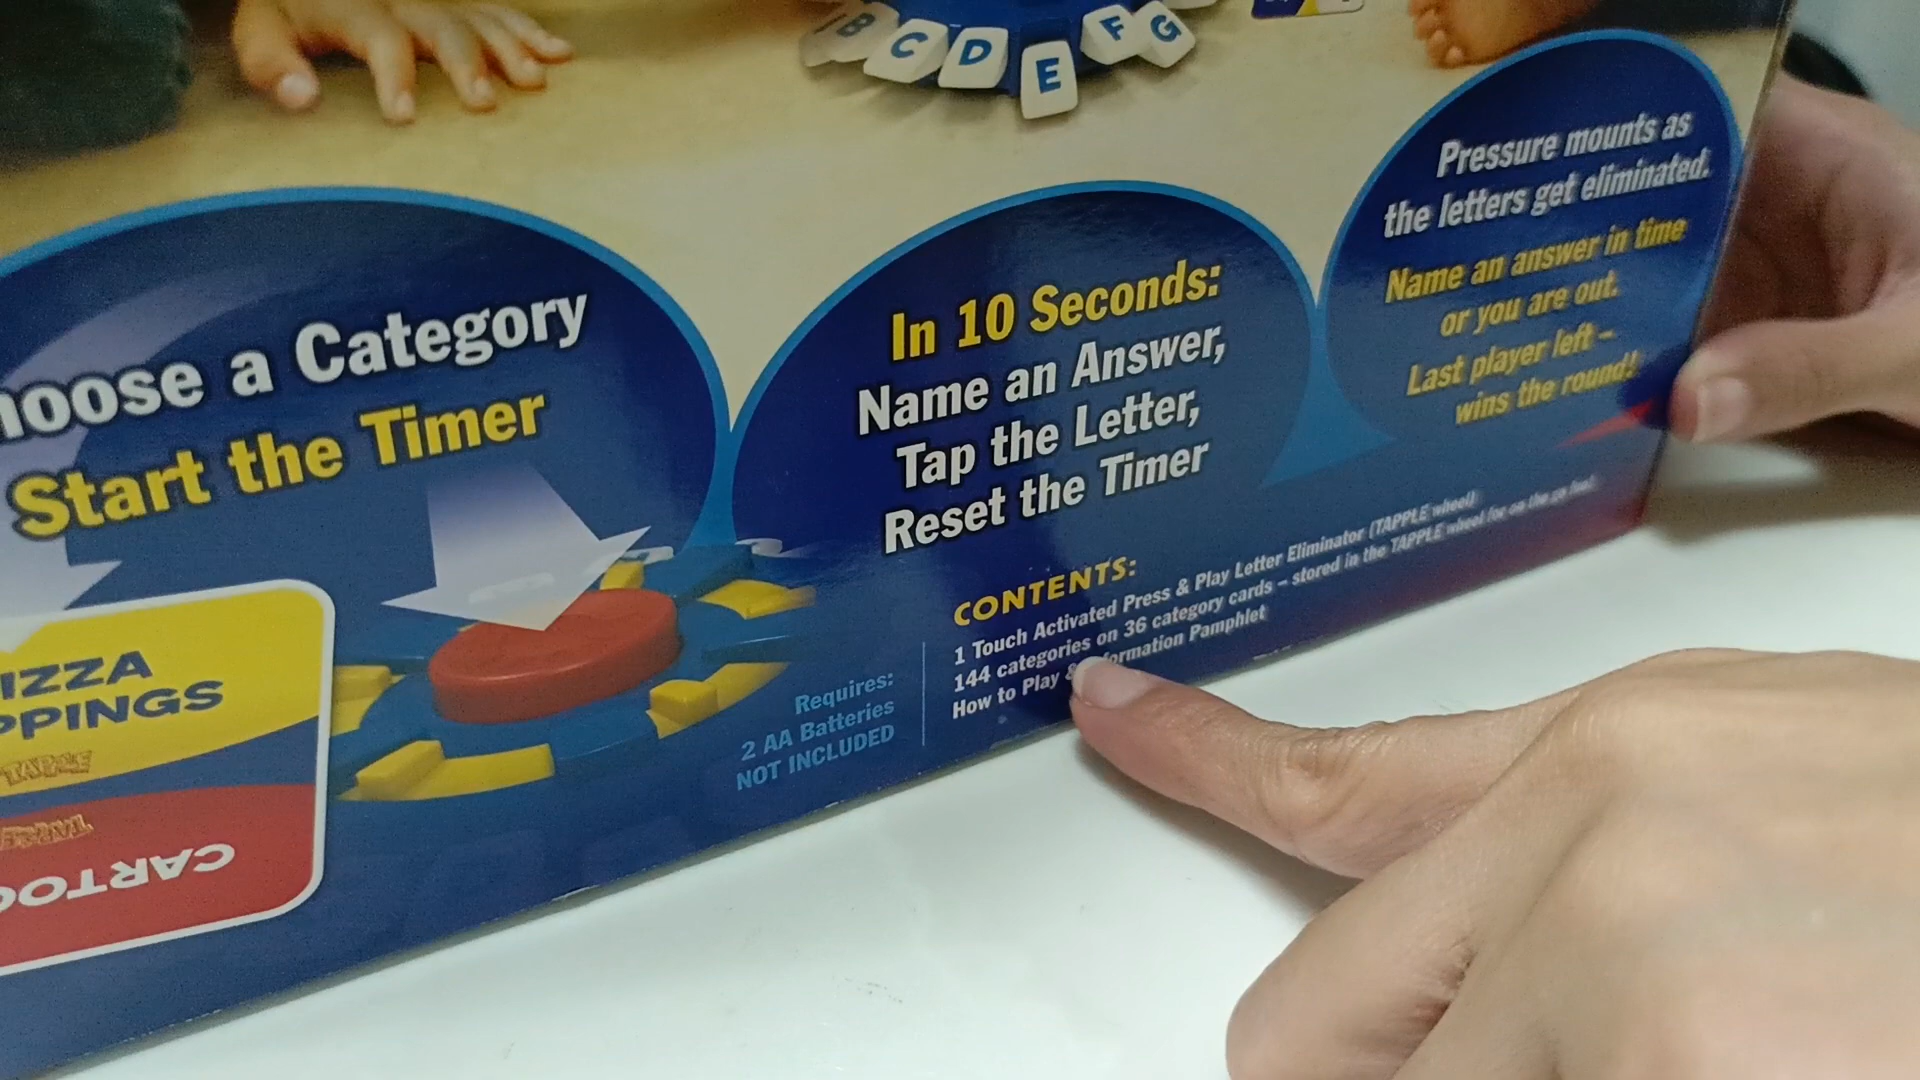 B
C
D
E
F
G
Pressure mounts as
the letters get eliminated.
Name an answer in time
or you are out.
Last player left –
wins the round!
In 10 Seconds:
Name an Answer,
Tap the Letter,
Reset the Timer
hoose a Category
Start the Timer
IZZA
PPINGS
TAPPLE
TAPPLE
CARTOO
Requires:
2 AA Batteries
NOT INCLUDED
CONTENTS:
1 Touch Activated Press & Play Letter Eliminator (TAPPLE wheel)
144 categories on 36 category cards – stored in the TAPPLE wheel for on the go fun!
How to Play & formation Pamphlet